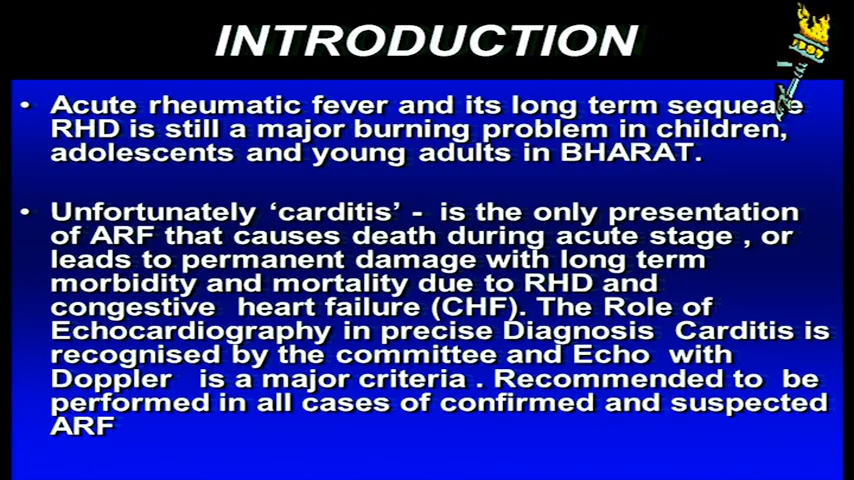 INTRODUCTION
• Acute rheumatic fever and its long term sequealae
RHD is still a major burning problem in children,
adolescents and young adults in BHARAT.
• Unfortunately ‘carditis’ - is the only presentation
of ARF that causes death during acute stage , or
leads to permanent damage with long term
morbidity and mortality due to RHD and
congestive heart failure (CHF). The Role of
Echocardiography in precise Diagnosis Carditis is
recognised by the committee and Echo with
Doppler is a major criteria . Recommended to be
performed in all cases of confirmed and suspected
ARF